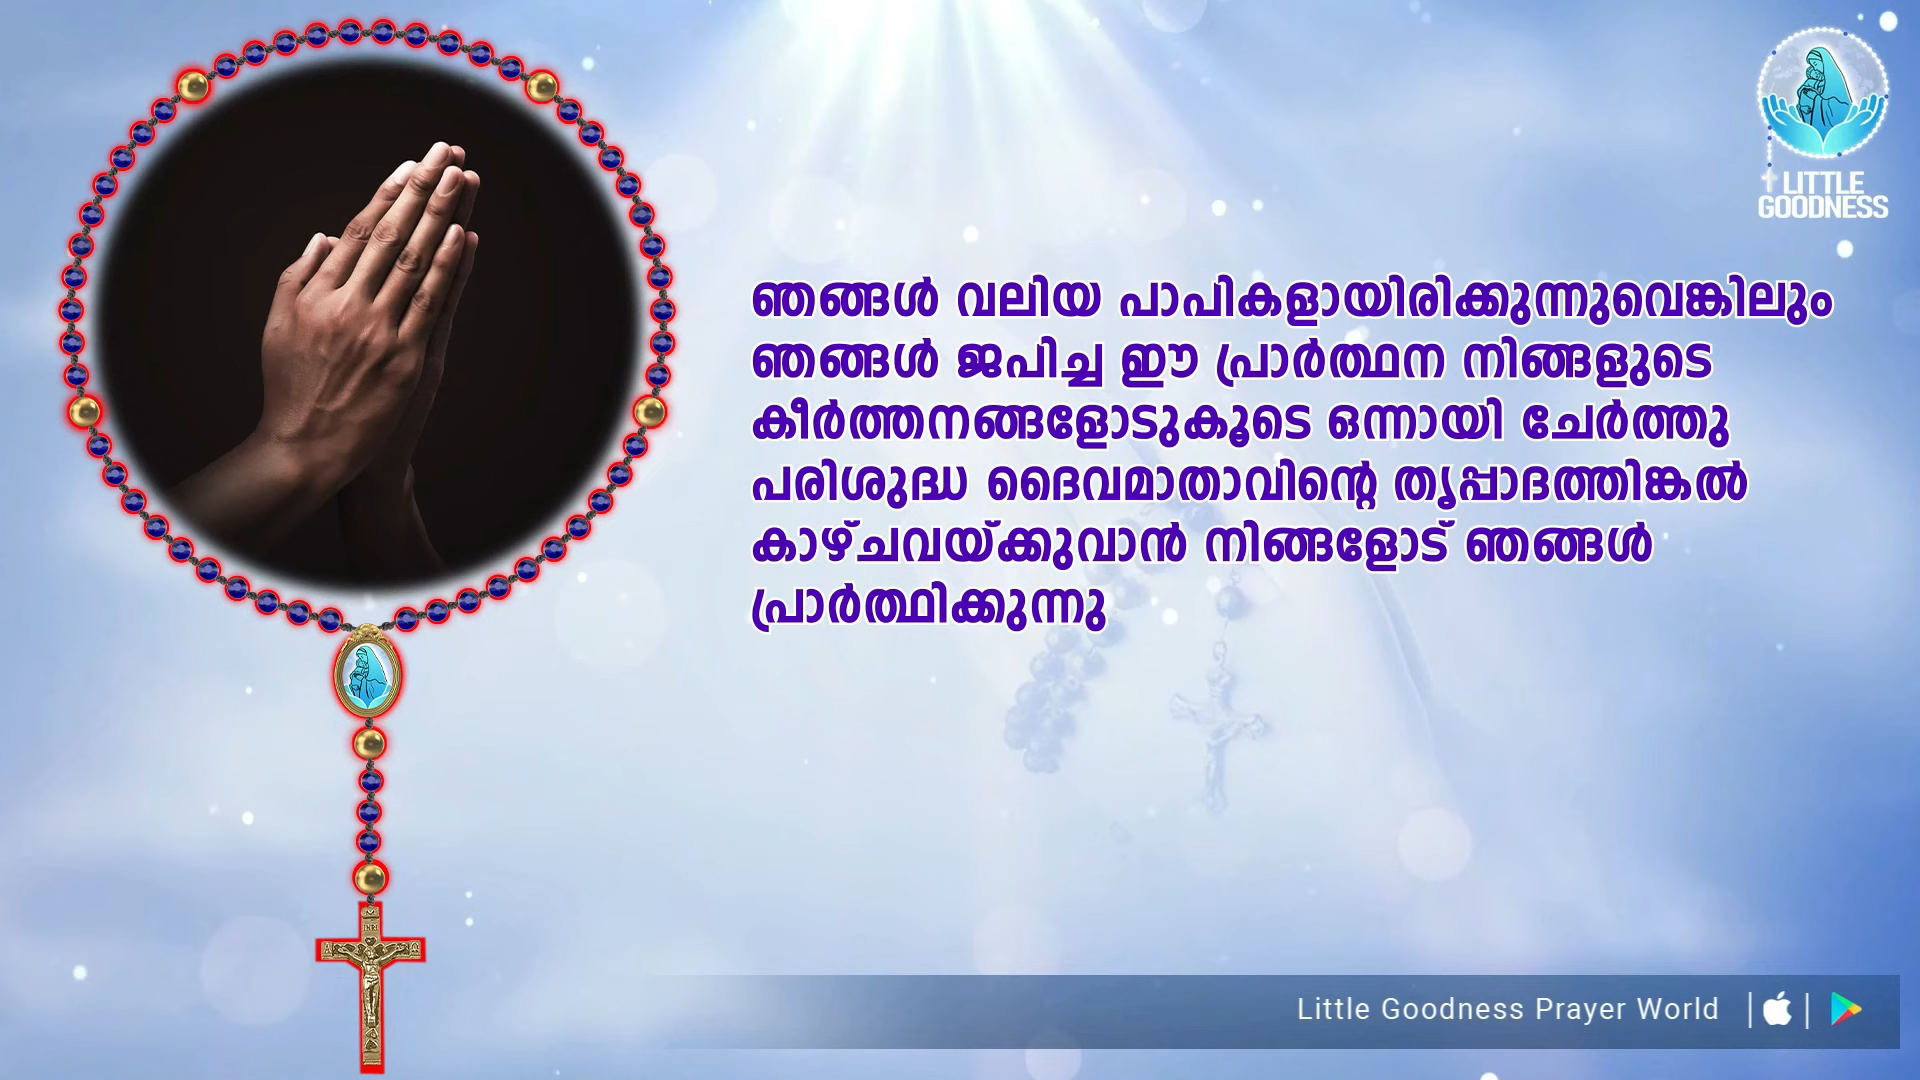 LITTLE
GOODNESS
ഞങ്ങൾ വലിയ പാപികളായിരിക്കുന്നുവെങ്കിലും
ഞങ്ങൾ ജപിച്ച ഈ പ്രാർത്ഥന നിങ്ങളുടെ
കീർത്തനങ്ങളോടുകൂടെ ഒന്നായി ചേർത്തു
പരിശുദ്ധ ദൈവമാതാവിന്റെ തൃപ്പാദത്തിങ്കൽ
കാഴ്ചവയ്ക്കുവാൻ നിങ്ങളോട് ഞങ്ങൾ
പ്രാർത്ഥിക്കുന്നു
INRI
Α Ω
Little Goodness Prayer World